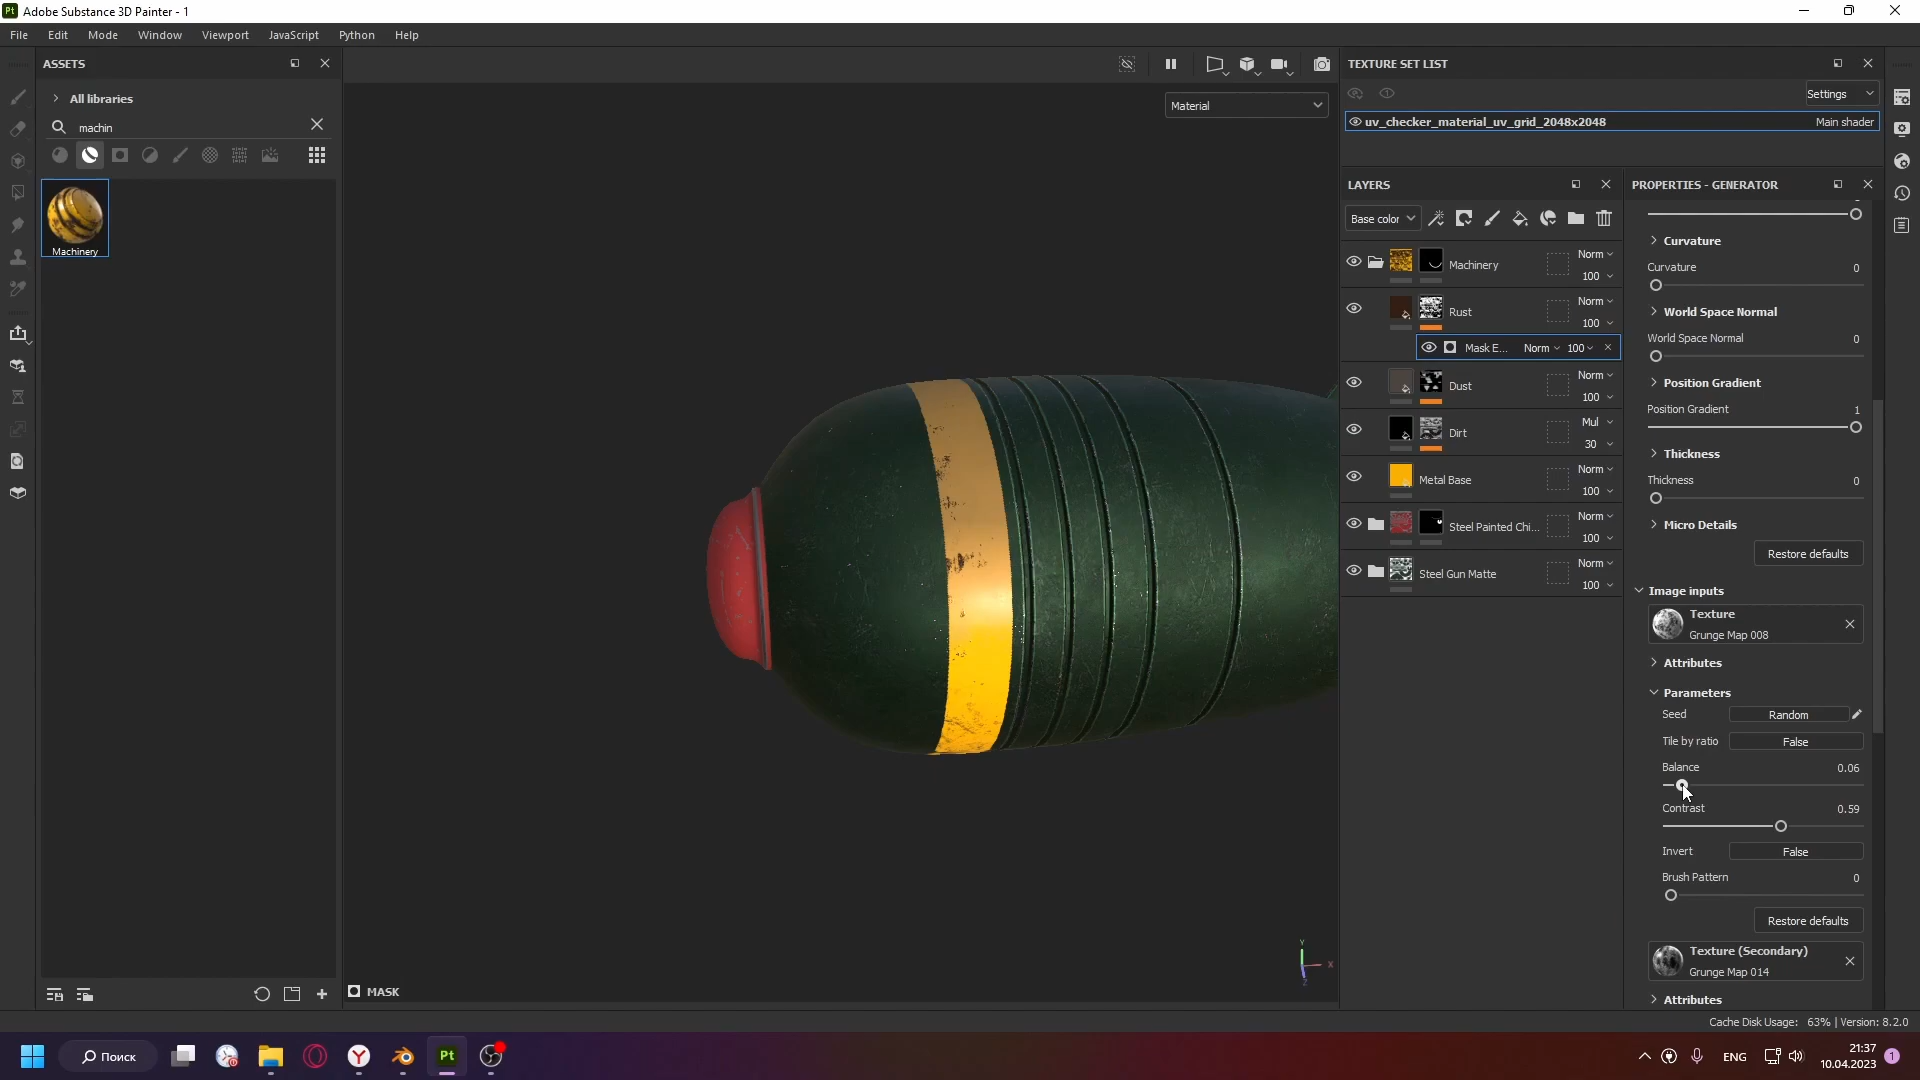 Adobe Substance 3D Painter - 1
File Edit Mode Window Viewport JavaScript Python Help
ASSETS
All libraries
machin
Machinery
Material
MASK
Y
X
Z
TEXTURE SET LIST
Settings
uv_checker_material_uv_grid_2048x2048 Main shader
LAYERS
Base color
Machinery Norm
100
Rust Norm
100
Mask E... Norm 100
Dust Norm
100
Dirt Mul
30
Metal Base Norm
100
Steel Painted Chi... Norm
100
Steel Gun Matte Norm
100
PROPERTIES - GENERATOR
Curvature
Curvature 0
World Space Normal
World Space Normal 0
Position Gradient
Position Gradient 1
Thickness
Thickness 0
Micro Details
Restore defaults
Image inputs
Texture
Grunge Map 008
Attributes
Parameters
Seed Random
Tile by ratio False
Balance 0.06
Contrast 0.59
Invert False
Brush Pattern 0
Restore defaults
Texture (Secondary)
Grunge Map 014
Attributes
Cache Disk Usage: 63% | Version: 8.2.0
Поиск
Pt
ENG
21:37
10.04.2023
1